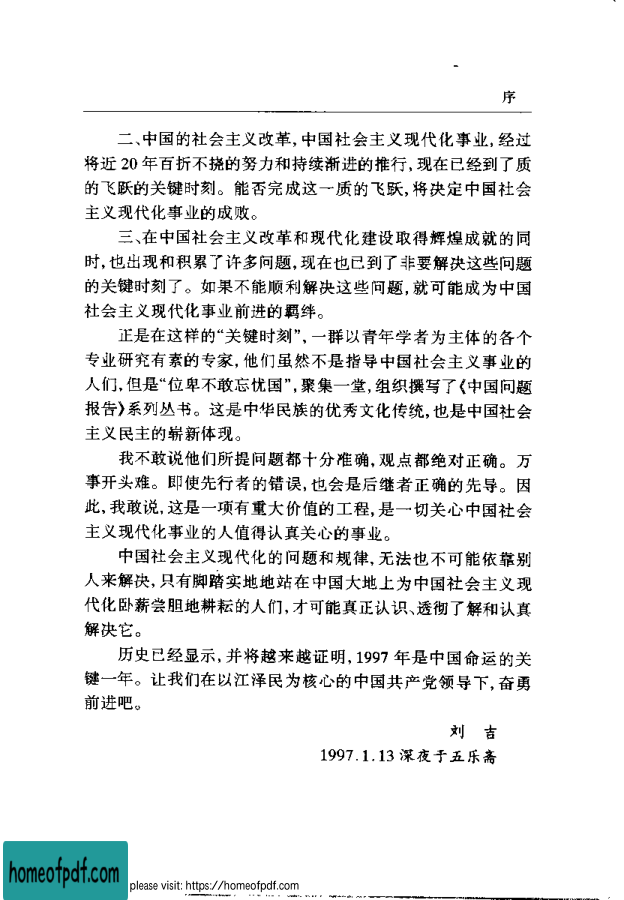 序
二、中国的社会主义改革,中国社会主义现代化事业,经过
将近 20 年百折不挠的努力和持续渐进的推行,现在已经到了质
的飞跃的关键时刻。能否完成这一质的飞跃,将决定中国社会
主义现代化事业的成败。
三、在中国社会主义改革和现代化建设取得辉煌成就的同
时,也出现和积累了许多问题,现在也已到了非要解决这些问题
的关键时刻了。如果不能顺利解决这些问题,就可能成为中国
社会主义现代化事业前进的羁绊。
正是在这样的“关键时刻”,一群以青年学者为主体的各个
专业研究有素的专家,他们虽然不是指导中国社会主义事业的
人们,但是“位卑不敢忘忧国”,聚集一堂,组织撰写了《中国问题
报告》系列丛书。这是中华民族的优秀文化传统,也是中国社会
主义民主的崭新体现。
我不敢说他们所提问题都十分准确,观点都绝对正确。万
事开头难。即使先行者的错误,也会是后继者正确的先导。因
此,我敢说,这是一项有重大价值的工程,是一切关心中国社会
主义现代化事业的人值得认真关心的事业。
中国社会主义现代化的问题和规律,无法也不可能依靠别
人来解决,只有脚踏实地地站在中国大地上为中国社会主义现
代化卧薪尝胆地耕耘的人们,才可能真正认识、透彻了解和认真
解决它。
历史已经显示,并将越来越证明,1997 年是中国命运的关
键一年。让我们在以江泽民为核心的中国共产党领导下,奋勇
前进吧。
刘 吉
1997.1.13 深夜于五乐斋
homeofpdf.com
please visit: https://homeofpdf.com